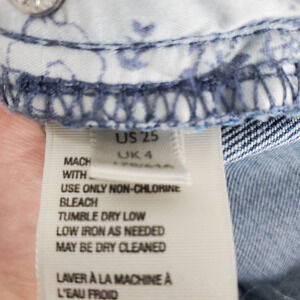 US 25
UK 4
MACH
WITH
USE ONLY NON-CHLORINE
BLEACH
TUMBLE DRY LOW
LOW IRON AS NEEDED
MAY BE DRY CLEANED
LAVER À LA MACHINE À
L'EAU FROID